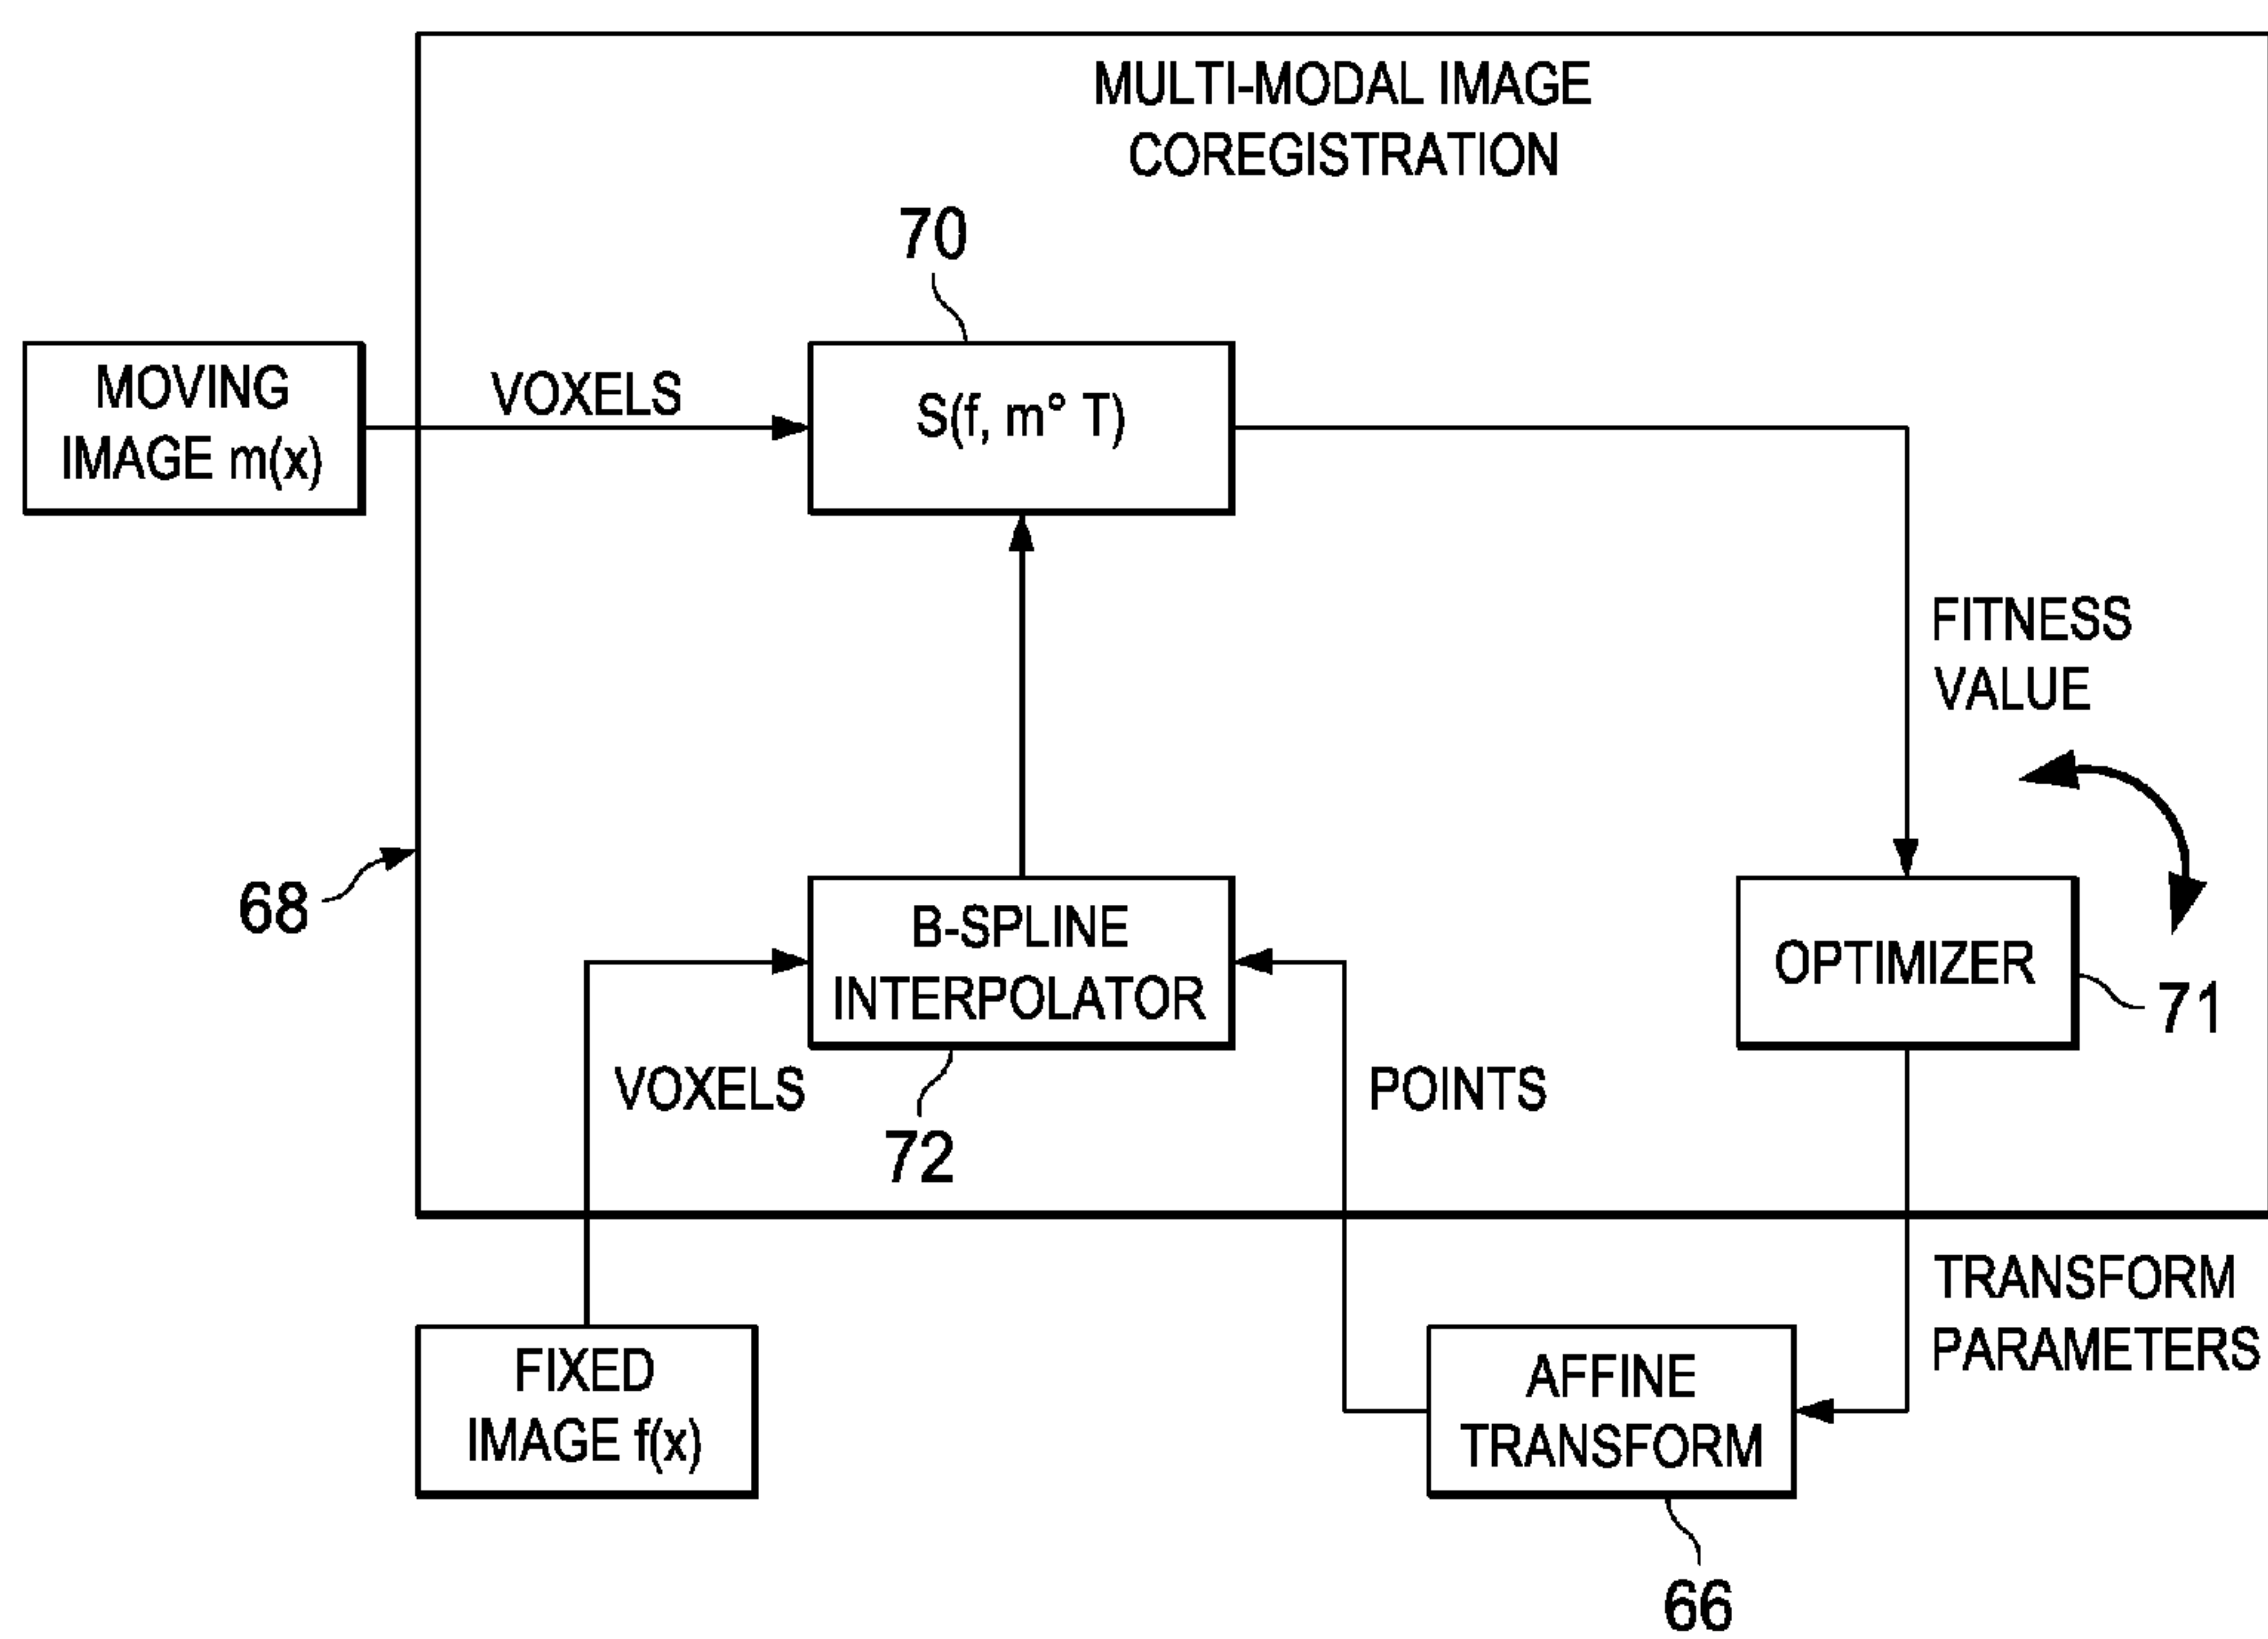 MULTI-MODAL IMAGE
COREGISTRATION
70
MOVING
IMAGE m(x)
VOXELS
S(f, m° T)
FITNESS
VALUE
68
B-SPLINE
INTERPOLATOR
OPTIMIZER
71
VOXELS
72
POINTS
TRANSFORM
PARAMETERS
FIXED
IMAGE f(x)
AFFINE
TRANSFORM
66